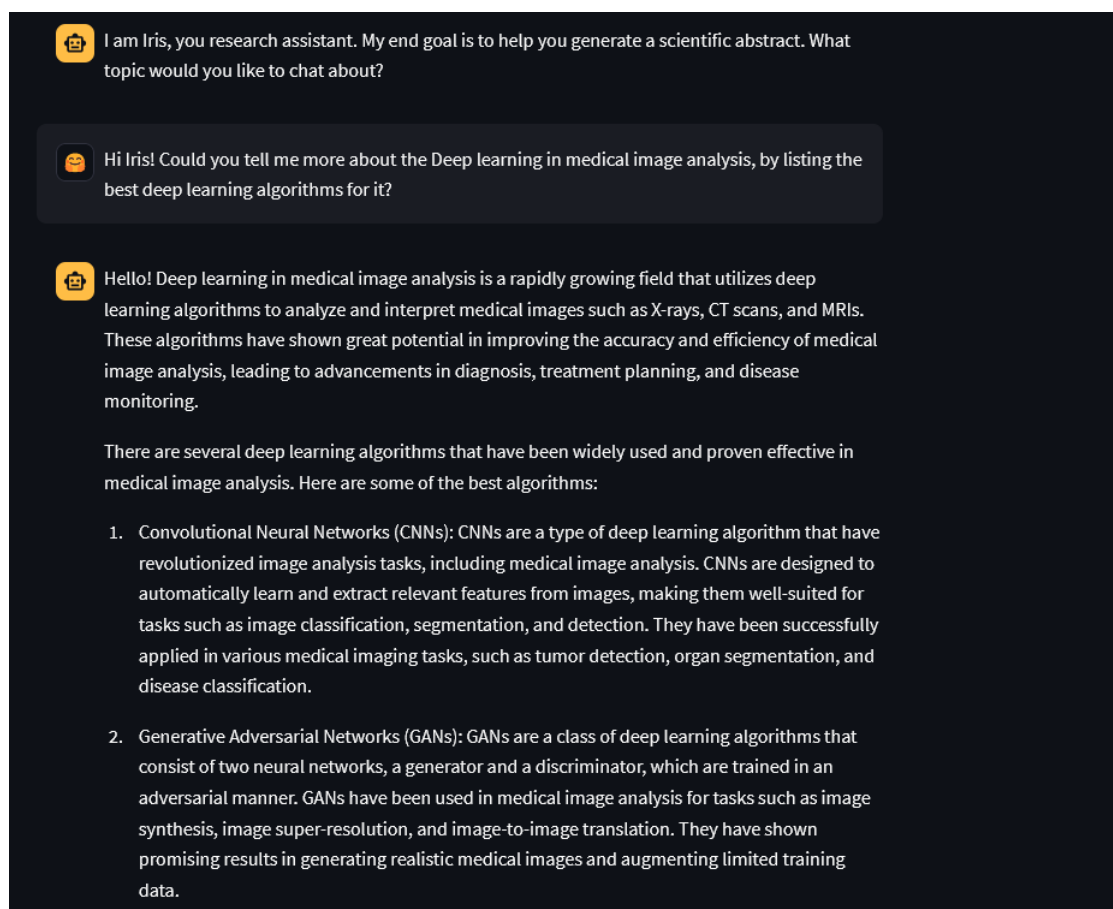 I am Iris, you research assistant. My end goal is to help you generate a scientific abstract. What
topic would you like to chat about?
Hi Iris! Could you tell me more about the Deep learning in medical image analysis, by listing the
best deep learning algorithms for it?
Hello! Deep learning in medical image analysis is a rapidly growing field that utilizes deep
learning algorithms to analyze and interpret medical images such as X-rays, CT scans, and MRIs.
These algorithms have shown great potential in improving the accuracy and efficiency of medical
image analysis, leading to advancements in diagnosis, treatment planning, and disease
monitoring.
There are several deep learning algorithms that have been widely used and proven effective in
medical image analysis. Here are some of the best algorithms:
1. Convolutional Neural Networks (CNNs): CNNs are a type of deep learning algorithm that have
revolutionized image analysis tasks, including medical image analysis. CNNs are designed to
automatically learn and extract relevant features from images, making them well-suited for
tasks such as image classification, segmentation, and detection. They have been successfully
applied in various medical imaging tasks, such as tumor detection, organ segmentation, and
disease classification.
2. Generative Adversarial Networks (GANs): GANs are a class of deep learning algorithms that
consist of two neural networks, a generator and a discriminator, which are trained in an
adversarial manner. GANs have been used in medical image analysis for tasks such as image
synthesis, image super-resolution, and image-to-image translation. They have shown
promising results in generating realistic medical images and augmenting limited training
data.